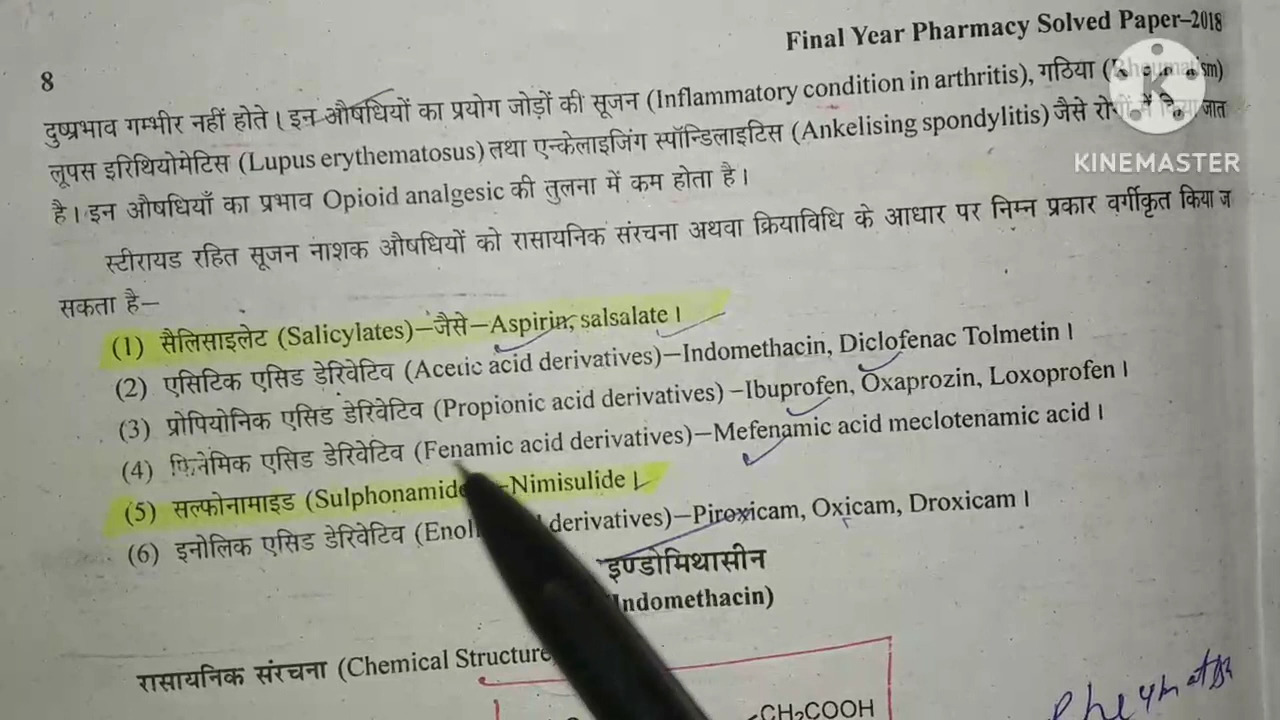 Final Year Pharmacy Solved Paper–2018
8
दुष्प्रभाव गम्भीर नहीं होते। इन औषधियों का प्रयोग जोड़ों की सूजन (Inflammatory condition in arthritis), गठिया
लूपस इरिथियोमेटिस (Lupus erythematosus) तथा एन्केलाइजिंग स्पॉन्डिलाइटिस (Ankelising spondylitis) जैसे जात
है। इन औषधियाँ का प्रभाव Opioid analgesic की तुलना में कम होता है।
स्टीरायड रहित सूजन नाशक औषधियों को रासायनिक संरचना अथवा क्रियाविधि के आधार पर निम्न प्रकार वर्गीकृत किया ज
सकता है–
(1) सैलिसाइलेट (Salicylates)–जैसे–Aspirin, salsalate।
(2) एसिटिक एसिड डेरिवेटिव (Acetic acid derivatives)–Indomethacin, Diclofenac Tolmetin।
(3) प्रोपियोनिक एसिड डेरिवेटिव (Propionic acid derivatives) –Ibuprofen, Oxaprozin, Loxoprofen।
(4) फिनेमिक एसिड डेरिवेटिव (Fenamic acid derivatives)–Mefenamic acid meclotenamic acid।
(5) सल्फोनामाइड (Sulphonamide –Nimisulide।
(6) इनोलिक एसिड डेरिवेटिव (Enol derivatives)–Piroxicam, Oxicam, Droxicam।
इण्डोमिथासीन
Indomethacin)
रासायनिक संरचना (Chemical Structure
CH₂COOH
K
KINEMASTER